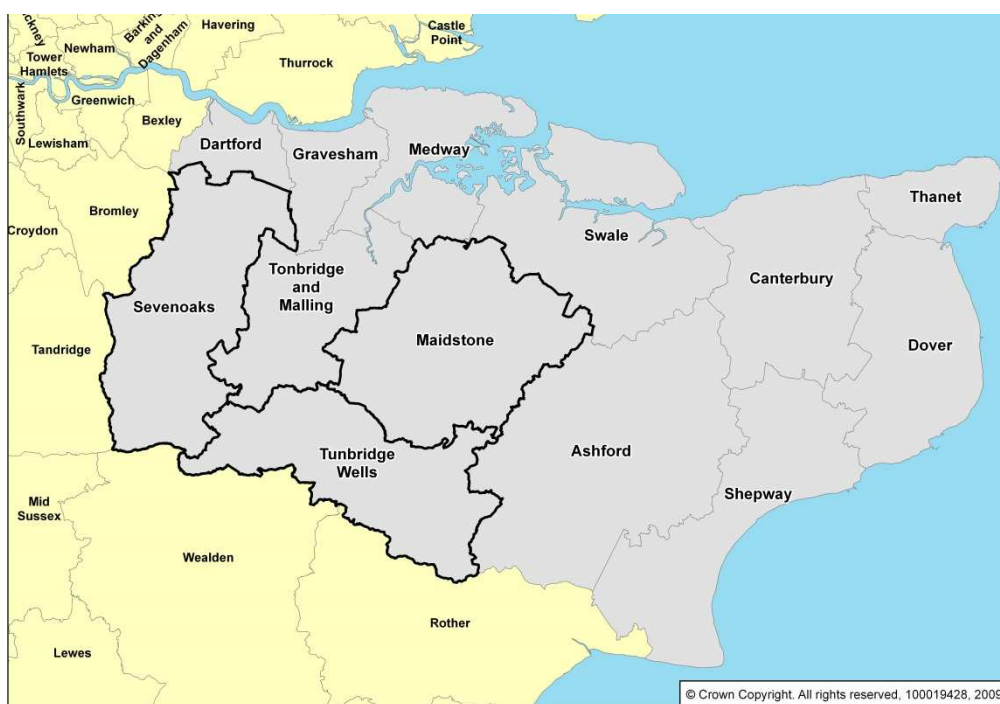 Havering
Castle
Point
Barking
and
Dagenham
Newham
Thurrock
Tower
Hamlets
Southwark
Greenwich
Bexley
Lewisham
Dartford
Gravesham
Medway
Bromley
Thanet
Croydon
Swale
Tonbridge
and
Malling
Canterbury
Sevenoaks
Maidstone
Tandridge
Dover
Tunbridge
Wells
Ashford
Shepway
Mid
Sussex
Wealden
Rother
Lewes
© Crown Copyright. All rights reserved, 100019428, 2009